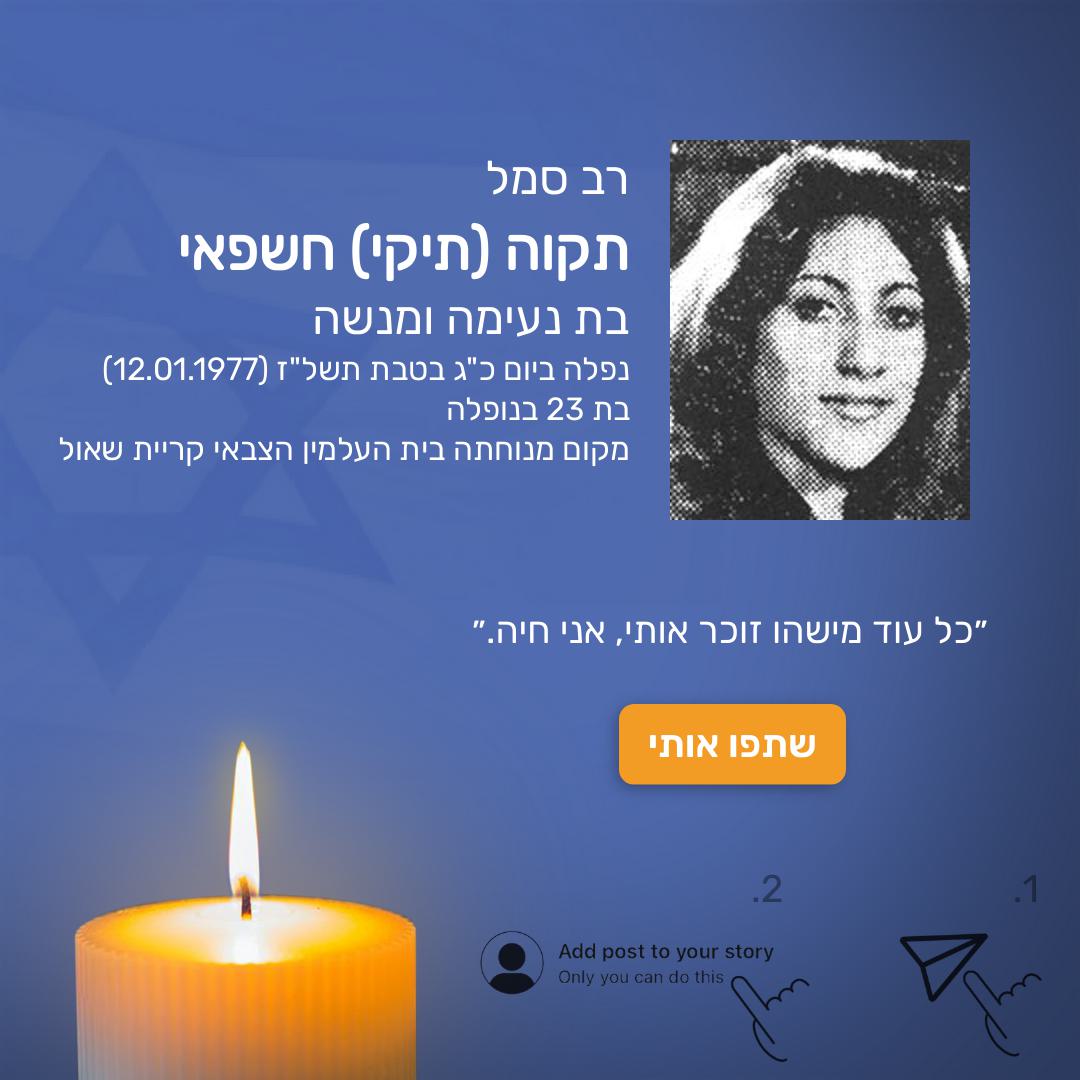 רב סמל
תקוה (תיקי) חשפאי
בת נעימה ומנשה
נפלה ביום כ"ג בטבת תשל"ז (12.01.1977)
בת 23 בנופלה
מקום מנוחתה בית העלמין הצבאי קריית שאול
״כל עוד מישהו זוכר אותי, אני חיה.״
שתפו אותי
.1
.2
Add post to your story
Only you can do this